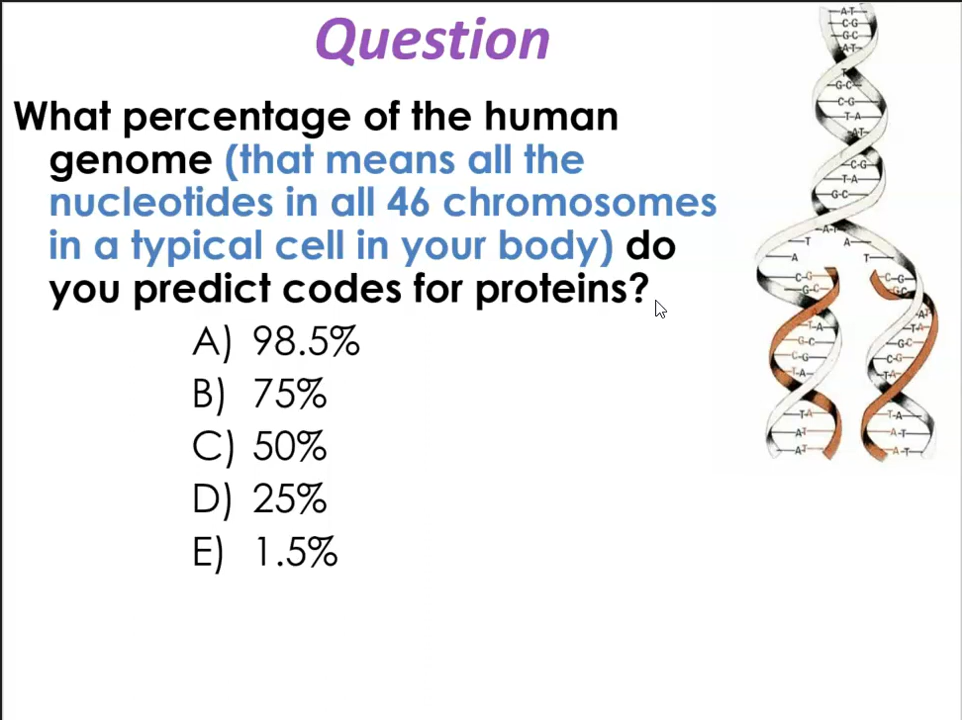 Question
What percentage of the human
genome (that means all the
nucleotides in all 46 chromosomes
in a typical cell in your body) do
you predict codes for proteins?
A) 98.5%
B) 75%
C) 50%
D) 25%
E) 1.5%
A-T
C-G
G-C
A-T
T
G-C
C-G
T-A
A-T
C-G
T-A
G-C
A-T
T A
A T
C-G C-G
G-C G-C
A-T
T-A T-A
G-C G-C
C-G C-G
T-A T-A
T-A T-A
A-T A-T
A-T A-T